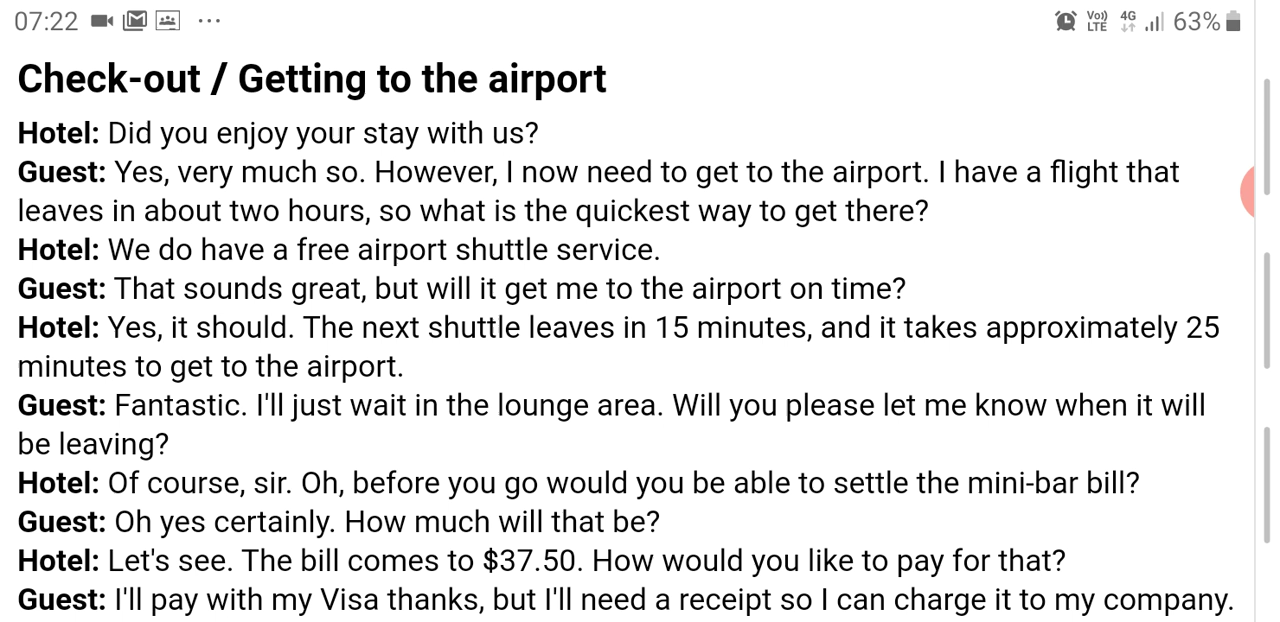 07:22 ... Vo)) LTE 4G 63%
Check-out / Getting to the airport
Hotel: Did you enjoy your stay with us?
Guest: Yes, very much so. However, I now need to get to the airport. I have a flight that
leaves in about two hours, so what is the quickest way to get there?
Hotel: We do have a free airport shuttle service.
Guest: That sounds great, but will it get me to the airport on time?
Hotel: Yes, it should. The next shuttle leaves in 15 minutes, and it takes approximately 25
minutes to get to the airport.
Guest: Fantastic. I'll just wait in the lounge area. Will you please let me know when it will
be leaving?
Hotel: Of course, sir. Oh, before you go would you be able to settle the mini-bar bill?
Guest: Oh yes certainly. How much will that be?
Hotel: Let's see. The bill comes to $37.50. How would you like to pay for that?
Guest: I'll pay with my Visa thanks, but I'll need a receipt so I can charge it to my company.